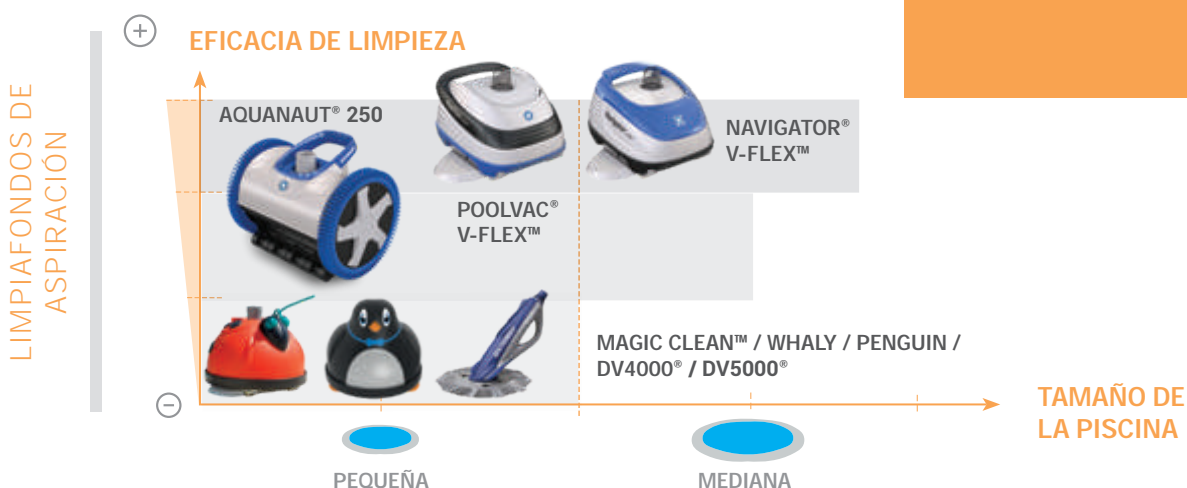 LIMPIAFONDOS DE
ASPIRACIÓN
EFICACIA DE LIMPIEZA
AQUANAUT® 250
NAVIGATOR®
V-FLEX™
POOLVAC®
V-FLEX™
MAGIC CLEAN™ / WHALY / PENGUIN /
DV4000® / DV5000®
TAMAÑO DE
LA PISCINA
PEQUEÑA
MEDIANA